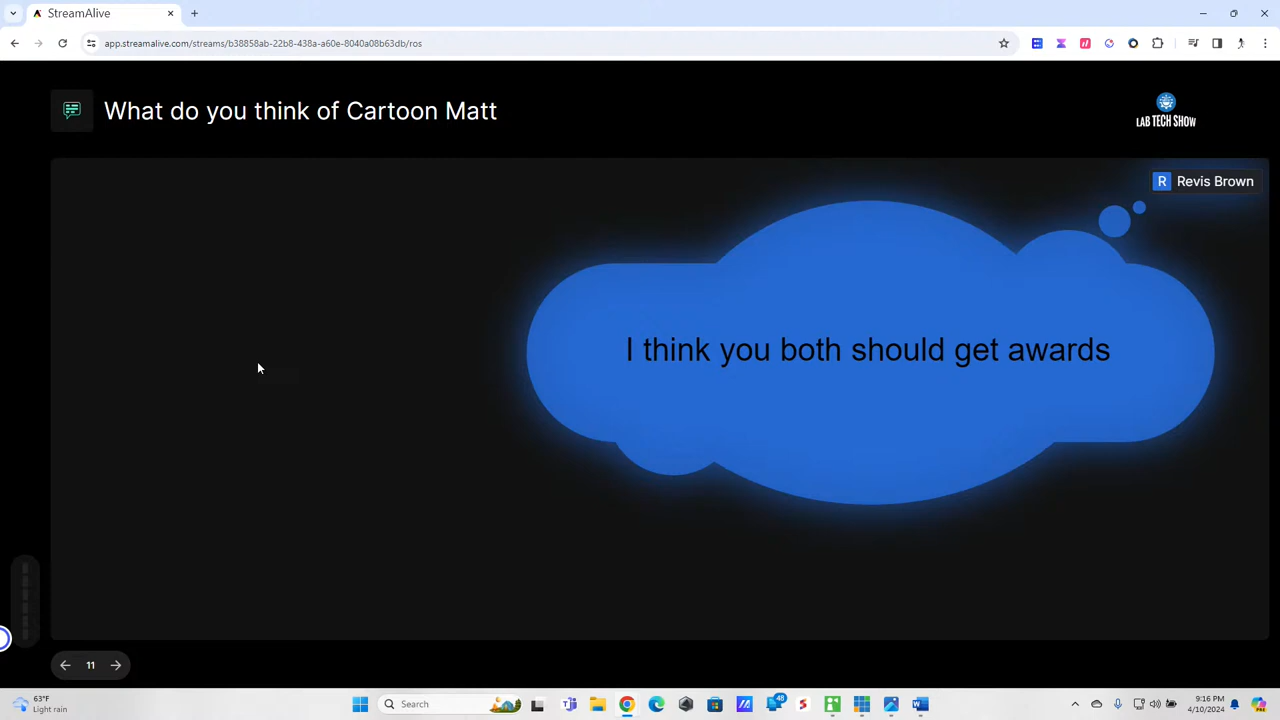 StreamAlive
app.streamalive.com/streams/b38858ab-22b8-438a-a60c-8040a08b63db/ros
What do you think of Cartoon Matt
LAB TECH SHOW
R Revis Brown
I think you both should get awards
11
63°F
Light rain
Search
48
9:16 PM
4/10/2024